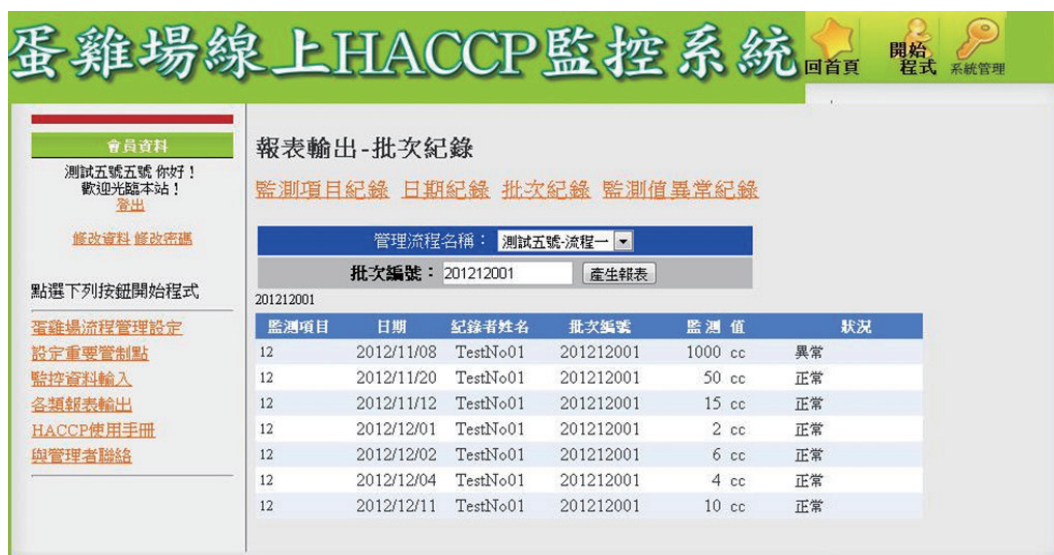 蛋雞場線上HACCP監控系統
回首頁
開始程式
系統管理
會員資料
測試五號五號 你好！
歡迎光臨本站！
登出
修改資料 修改密碼
點選下列按鈕開始程式
蛋雞場流程管理設定
設定重要管制點
監控資料輸入
各類報表輸出
HACCP使用手冊
與管理者聯絡
報表輸出-批次紀錄
監測項目紀錄 日期紀錄 批次紀錄 監測值異常紀錄
管理流程名稱： 測試五號-流程一
批次編號： 201212001 產生報表
201212001
監測項目 日期 紀錄者姓名 批次編號 監測 值 狀況
12 2012/11/08 TestNo01 201212001 1000 cc 異常
12 2012/11/20 TestNo01 201212001 50 cc 正常
12 2012/11/12 TestNo01 201212001 15 cc 正常
12 2012/12/01 TestNo01 201212001 2 cc 正常
12 2012/12/02 TestNo01 201212001 6 cc 正常
12 2012/12/04 TestNo01 201212001 4 cc 正常
12 2012/12/11 TestNo01 201212001 10 cc 正常